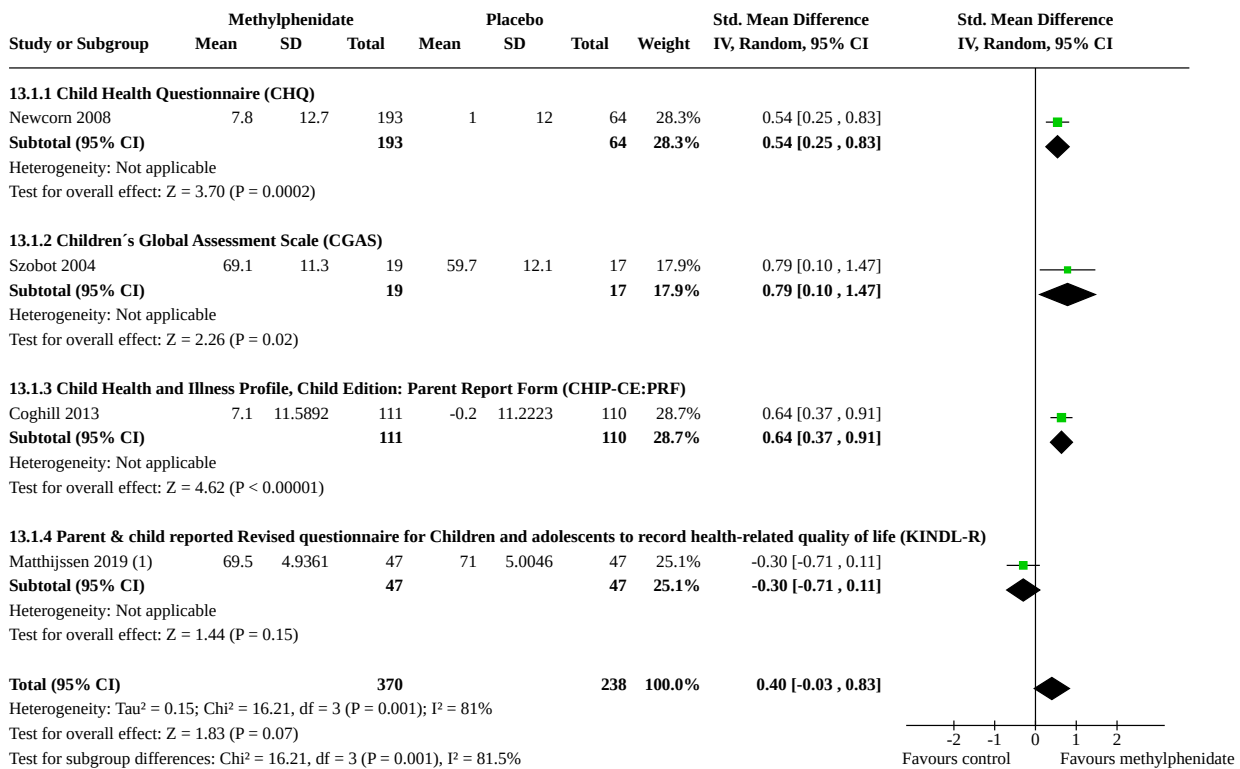 Methylphenidate Placebo Std. Mean Difference Std. Mean Difference
Study or Subgroup Mean SD Total Mean SD Total Weight IV, Random, 95% CI IV, Random, 95% CI
13.1.1 Child Health Questionnaire (CHQ)
Newcorn 2008 7.8 12.7 193 1 12 64 28.3% 0.54 [0.25 , 0.83]
Subtotal (95% CI) 193 64 28.3% 0.54 [0.25 , 0.83]
Heterogeneity: Not applicable
Test for overall effect: Z = 3.70 (P = 0.0002)
13.1.2 Children´s Global Assessment Scale (CGAS)
Szobot 2004 69.1 11.3 19 59.7 12.1 17 17.9% 0.79 [0.10 , 1.47]
Subtotal (95% CI) 19 17 17.9% 0.79 [0.10 , 1.47]
Heterogeneity: Not applicable
Test for overall effect: Z = 2.26 (P = 0.02)
13.1.3 Child Health and Illness Profile, Child Edition: Parent Report Form (CHIP-CE:PRF)
Coghill 2013 7.1 11.5892 111 -0.2 11.2223 110 28.7% 0.64 [0.37 , 0.91]
Subtotal (95% CI) 111 110 28.7% 0.64 [0.37 , 0.91]
Heterogeneity: Not applicable
Test for overall effect: Z = 4.62 (P < 0.00001)
13.1.4 Parent & child reported Revised questionnaire for Children and adolescents to record health-related quality of life (KINDL-R)
Matthijssen 2019 (1) 69.5 4.9361 47 71 5.0046 47 25.1% -0.30 [-0.71 , 0.11]
Subtotal (95% CI) 47 47 25.1% -0.30 [-0.71 , 0.11]
Heterogeneity: Not applicable
Test for overall effect: Z = 1.44 (P = 0.15)
Total (95% CI) 370 238 100.0% 0.40 [-0.03 , 0.83]
Heterogeneity: Tau² = 0.15; Chi² = 16.21, df = 3 (P = 0.001); I² = 81%
Test for overall effect: Z = 1.83 (P = 0.07)
Test for subgroup differences: Chi² = 16.21, df = 3 (P = 0.001), I² = 81.5%
-2 -1 0 1 2
Favours control Favours methylphenidate